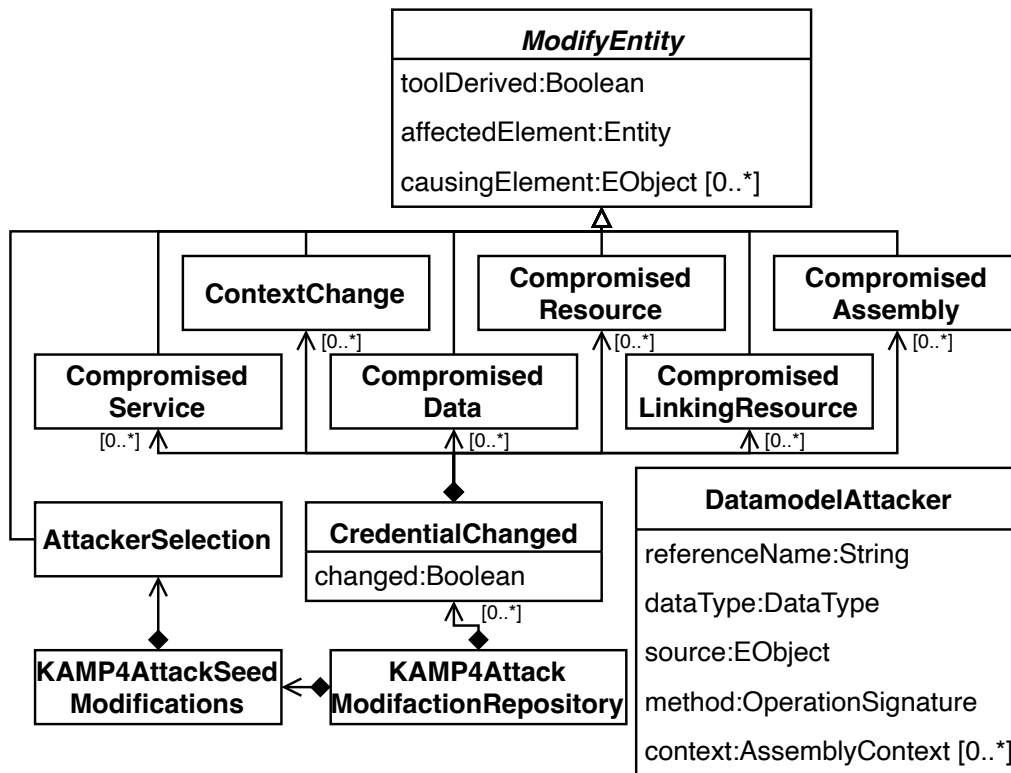 ModifyEntity
toolDerived:Boolean
affectedElement:Entity
causingElement:EObject [0..*]
ContextChange
Compromised
Resource
Compromised
Assembly
[0..*]
[0..*]
[0..*]
Compromised
Service
Compromised
Data
Compromised
LinkingResource
[0..*]
[0..*]
[0..*]
AttackerSelection
CredentialChanged
changed:Boolean
[0..*]
KAMP4AttackSeed
Modifications
KAMP4Attack
ModifactionRepository
DatamodelAttacker
referenceName:String
dataType:DataType
source:EObject
method:OperationSignature
context:AssemblyContext [0..*]